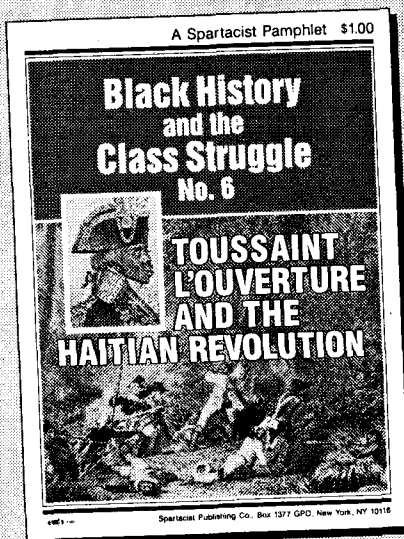 A Spartacist Pamphlet $1.00
Black History
and the
Class Struggle
No. 6
TOUSSAINT
L'OUVERTURE
AND THE
HAITIAN REVOLUTION
Spartacist Publishing Co., Box 1377 GPO, New York, NY 10116